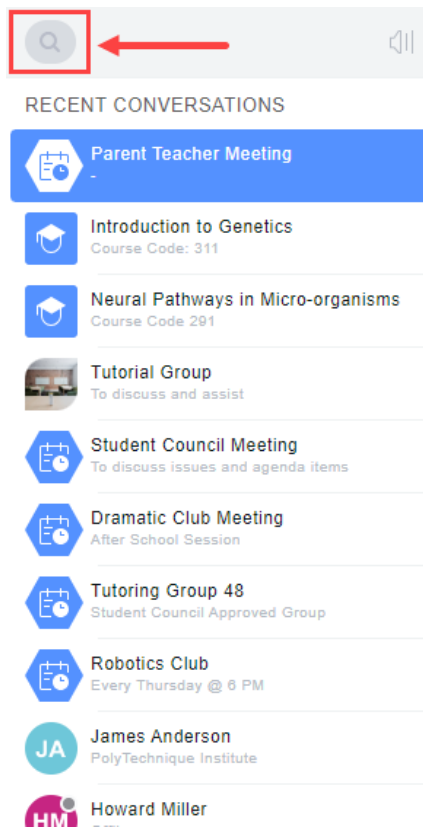 RECENT CONVERSATIONS
Parent Teacher Meeting
-
Introduction to Genetics
Course Code: 311
Neural Pathways in Micro-organisms
Course Code 291
Tutorial Group
To discuss and assist
Student Council Meeting
To discuss issues and agenda items
Dramatic Club Meeting
After School Session
Tutoring Group 48
Student Council Approved Group
Robotics Club
Every Thursday @ 6 PM
JA
James Anderson
PolyTechnique Institute
HM
Howard Miller